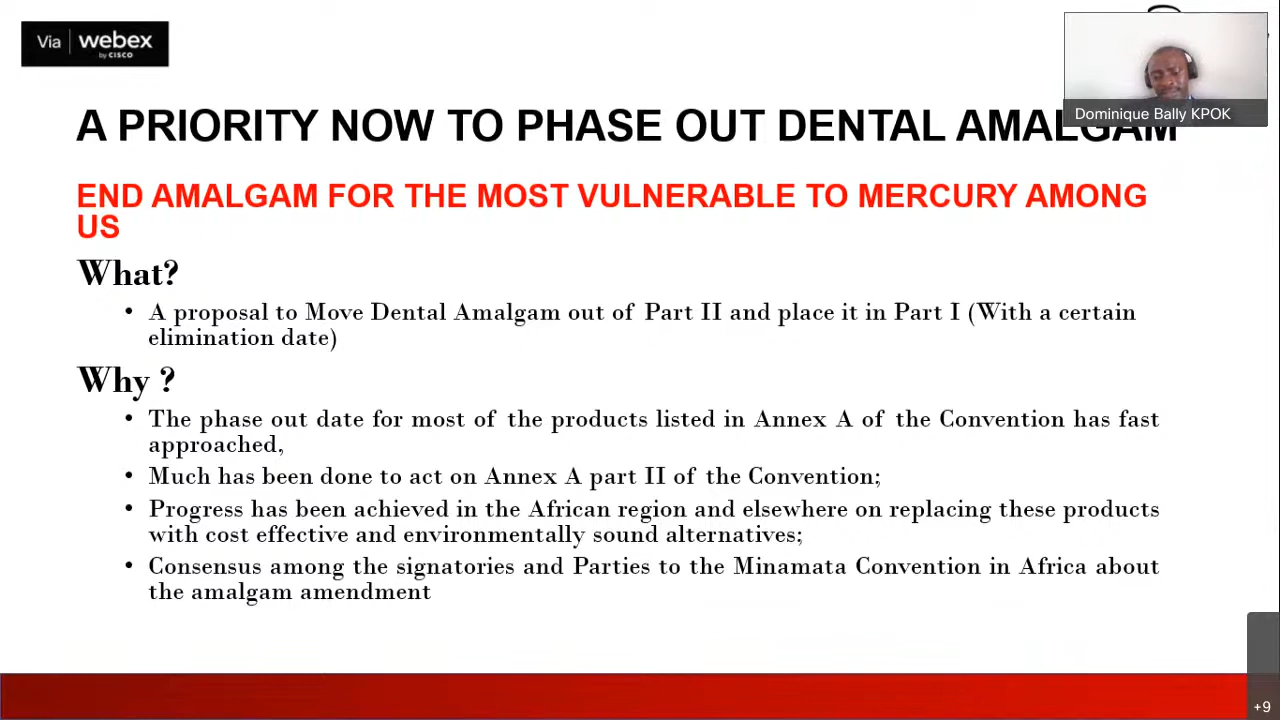 Via webex
by CISCO
Dominique Bally KPOK
A PRIORITY NOW TO PHASE OUT DENTAL AMALGAM
END AMALGAM FOR THE MOST VULNERABLE TO MERCURY AMONG
US
What?
• A proposal to Move Dental Amalgam out of Part II and place it in Part I (With a certain
elimination date)
Why ?
• The phase out date for most of the products listed in Annex A of the Convention has fast
approached,
• Much has been done to act on Annex A part II of the Convention;
• Progress has been achieved in the African region and elsewhere on replacing these products
with cost effective and environmentally sound alternatives;
• Consensus among the signatories and Parties to the Minamata Convention in Africa about
the amalgam amendment
+9